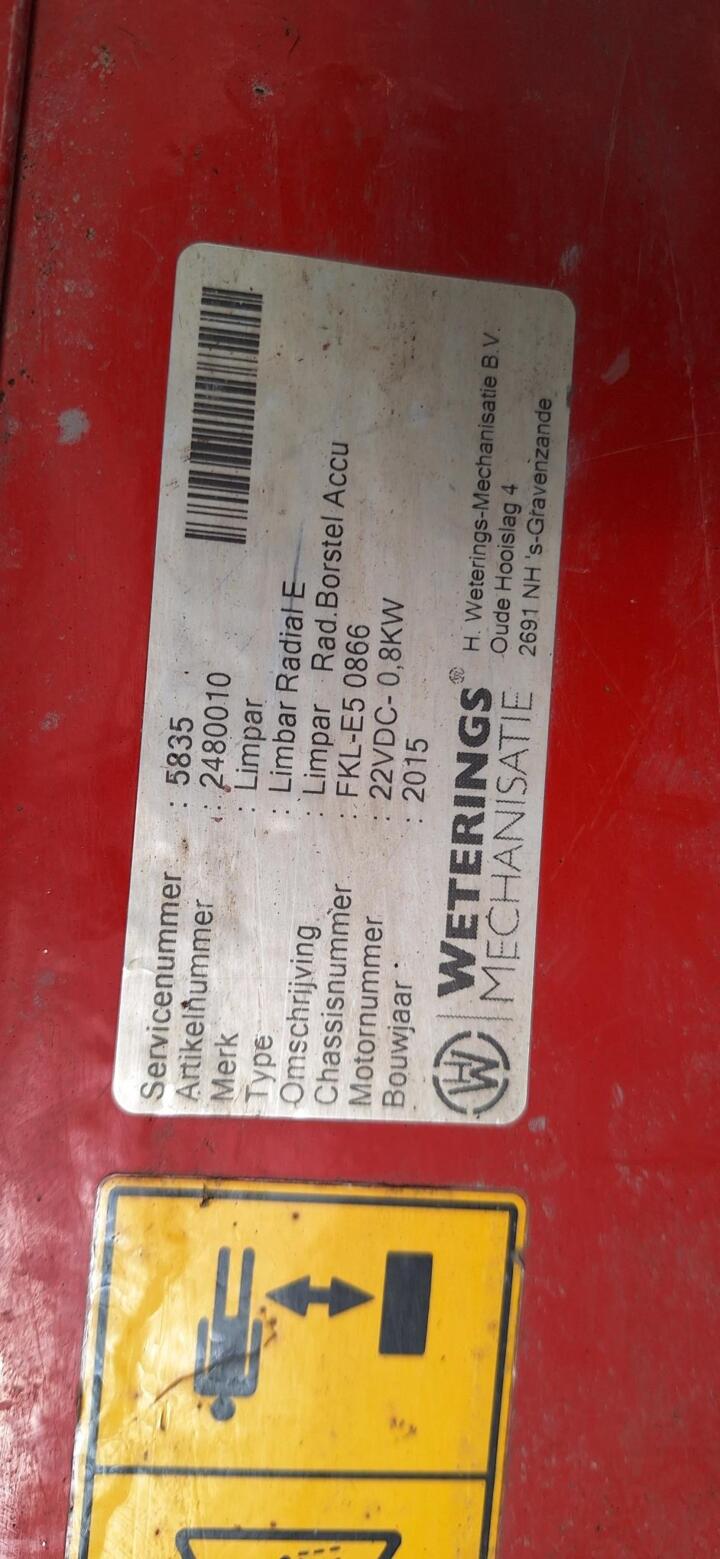 Servicenummer : 5835
Artikelnummer : 2480010
Merk : Limpar
Type : Limbar Radial E
Omschrijving : Limpar Rad.Borstel Accu
Chassisnummer : FKL-E5 0866
Motornummer : 22VDC- 0,8KW
Bouwjaar : 2015
HW WETERINGS®
MECHANISATIE
H. Weterings-Mechanisatie B.V.
Oude Hooislag 4
2691 NH 's-Gravenzande